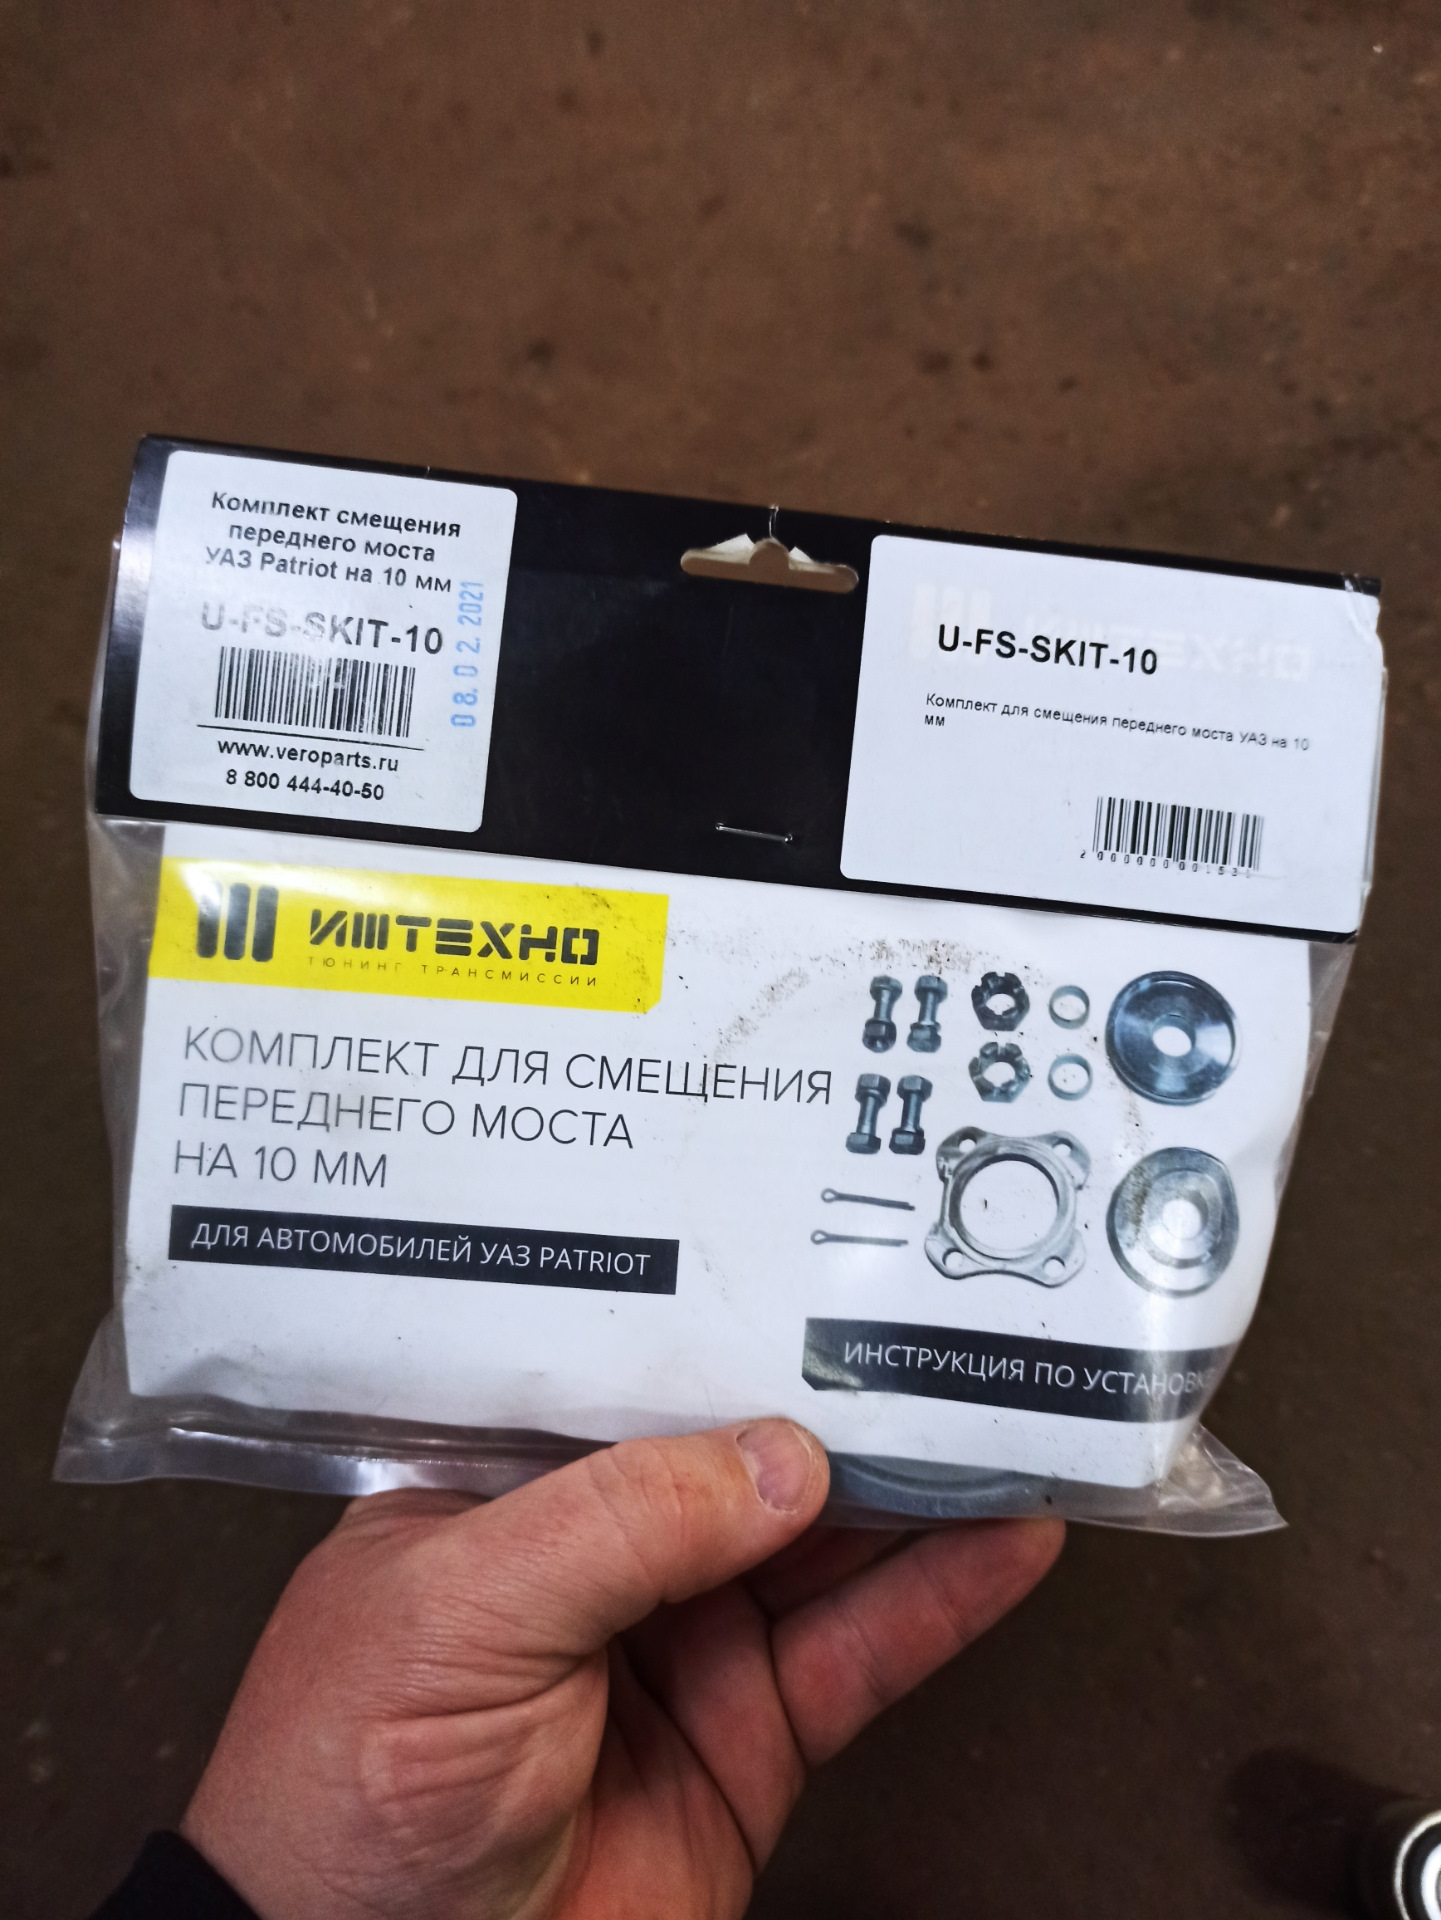 Комплект смещения
переднего моста
УАЗ Patriot на 10 мм
U-FS-SKIT-10
08.02.2021
www.veroparts.ru
8 800 444-40-50
U-FS-SKIT-10
Комплект для смещения переднего моста УАЗ на 10
мм
ИШТЕХНО
ТЮНИНГ ТРАНСМИССИИ
КОМПЛЕКТ ДЛЯ СМЕЩЕНИЯ
ПЕРЕДНЕГО МОСТА
НА 10 ММ
ДЛЯ АВТОМОБИЛЕЙ УАЗ PATRIOT
ИНСТРУКЦИЯ ПО УСТАНОВКЕ